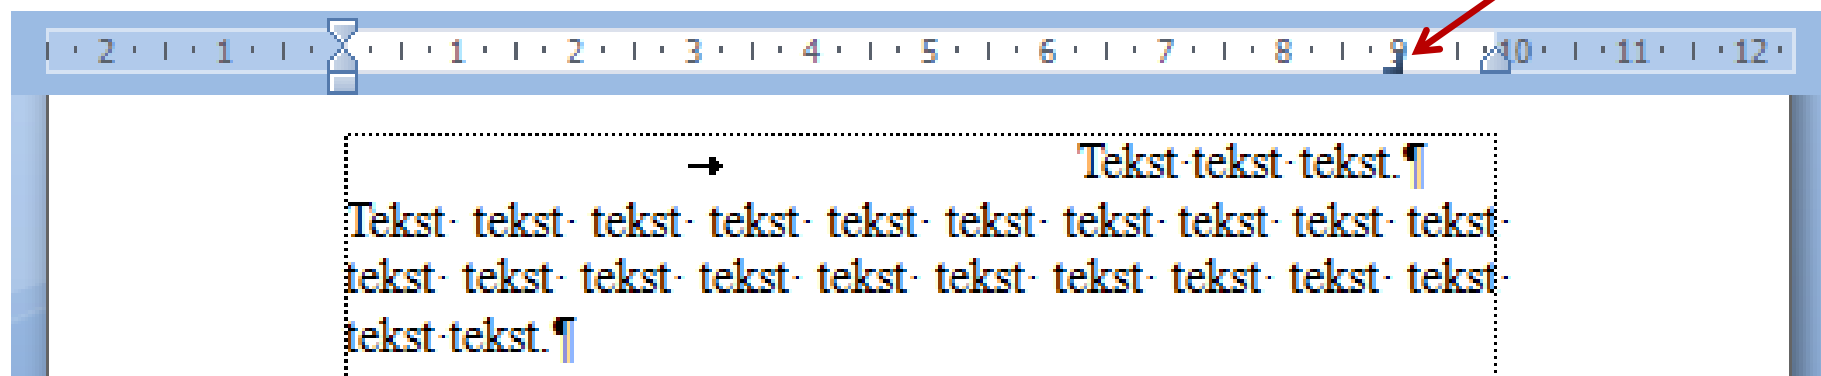 2 1 1 2 3 4 5 6 7 8 9 10 11 12
Tekst·tekst·tekst.¶
Tekst· tekst· tekst· tekst· tekst· tekst· tekst· tekst· tekst· tekst·
tekst· tekst· tekst· tekst· tekst· tekst· tekst· tekst· tekst· tekst·
tekst·tekst.¶